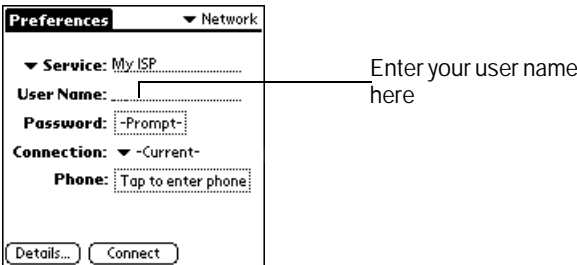 Preferences ▼ Network
▼ Service: My ISP
User Name:
Password: -Prompt-
Connection: ▼ -Current-
Phone: Tap to enter phone
Details... Connect
Enter your user name
here